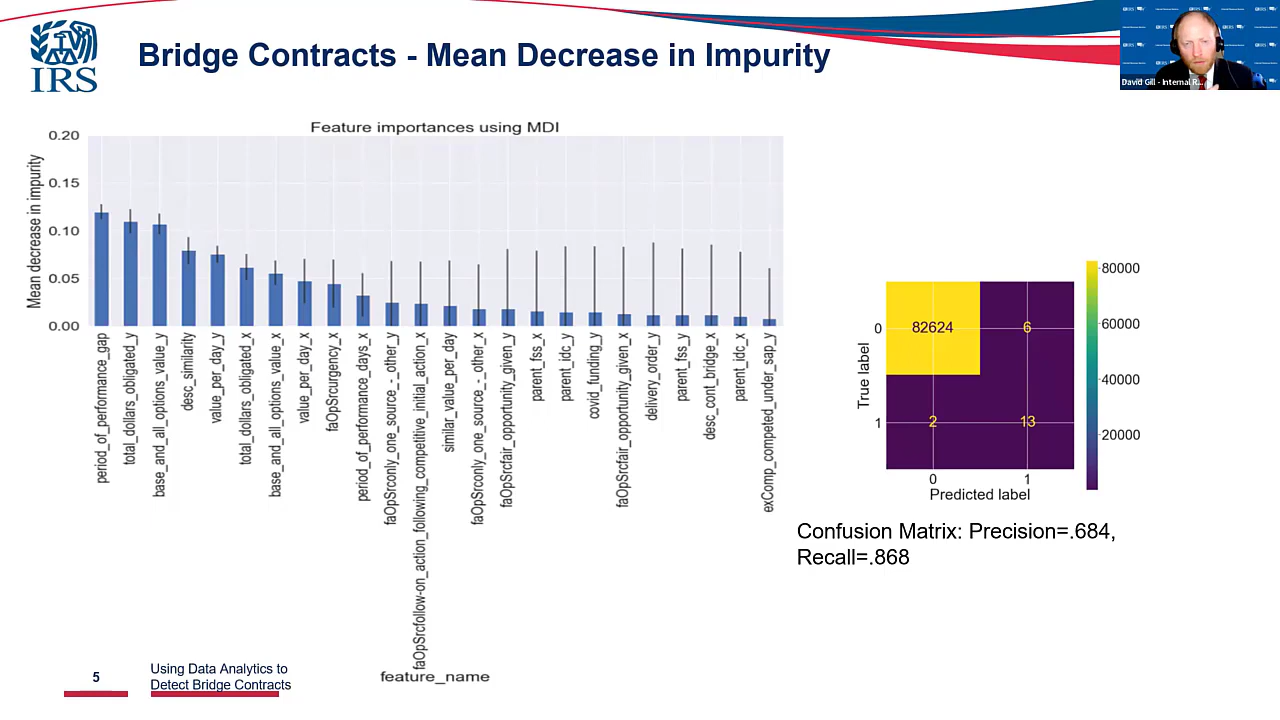 IRS
Bridge Contracts - Mean Decrease in Impurity
David Gill - Internal R...
Feature importances using MDI
Mean decrease in impurity
0.20
0.15
0.10
0.05
0.00
period_of_performance_gap
total_dollars_obligated_y
base_and_all_options_value_y
desc_similarity
value_per_day_y
total_dollars_obligated_x
base_and_all_options_value_x
value_per_day_x
faOpSrcurgency_x
period_of_performance_days_x
faOpSrconly_one_source_-_other_y
faOpSrcfollow-on_action_following_competitive_initial_action_x
similar_value_per_day
faOpSrconly_one_source_-_other_x
faOpSrcfair_opportunity_given_y
parent_fss_x
parent_idc_y
covid_funding_y
faOpSrcfair_opportunity_given_x
delivery_order_y
parent_fss_y
desc_cont_bridge_x
parent_idc_x
exComp_competed_under_sap_y
feature_name
True label
0
82624
6
1
2
13
0
1
Predicted label
80000
60000
40000
20000
Confusion Matrix: Precision=.684,
Recall=.868
5
Using Data Analytics to
Detect Bridge Contracts